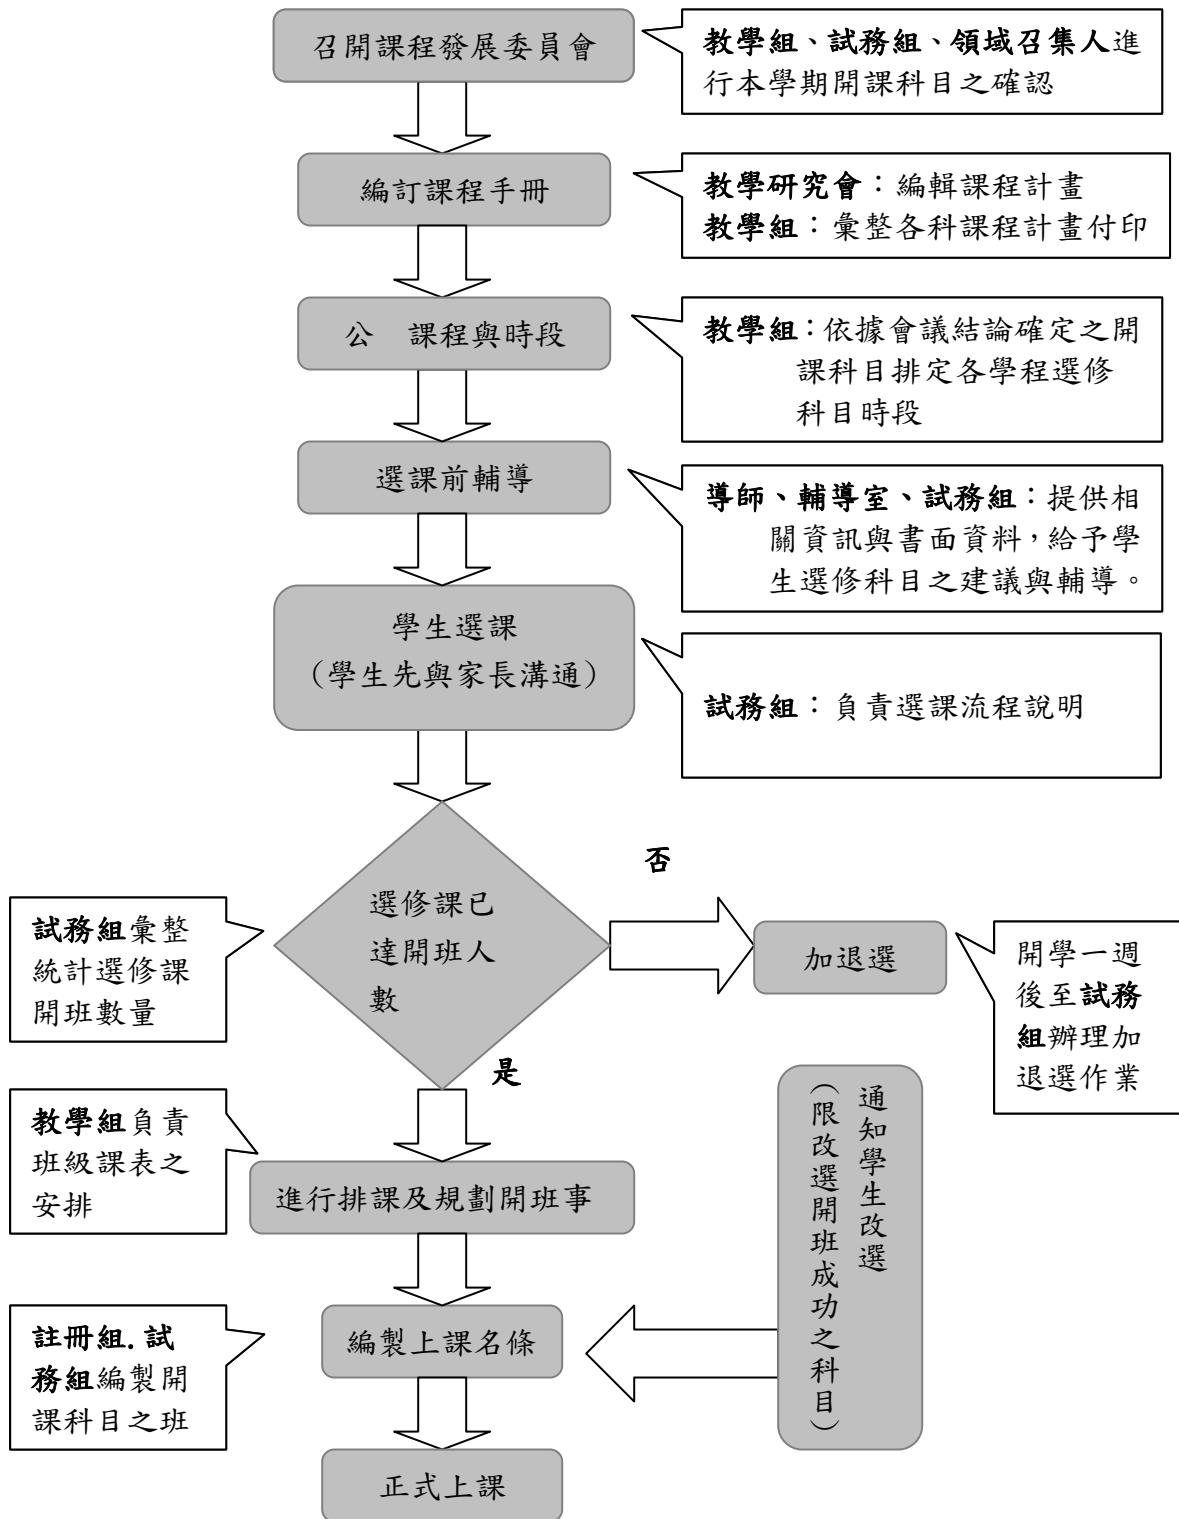 召開課程發展委員會
教學組、試務組、領域召集人進
行本學期開課科目之確認
編訂課程手冊
教學研究會：編輯課程計畫
教學組：彙整各科課程計畫付印
公　課程與時段
教學組：依據會議結論確定之開
課科目排定各學程選修
科目時段
選課前輔導
導師、輔導室、試務組：提供相
關資訊與書面資料，給予學
生選修科目之建議與輔導。
學生選課
（學生先與家長溝通）
試務組：負責選課流程說明
選修課已
達開班人
數
否
是
試務組彙整
統計選修課
開班數量
加退選
開學一週
後至試務
組辦理加
退選作業
教學組負責
班級課表之
安排
進行排課及規劃開班事
通知學生改選
（限改選開班成功之科目）
註冊組.試
務組編製開
課科目之班
編製上課名條
正式上課